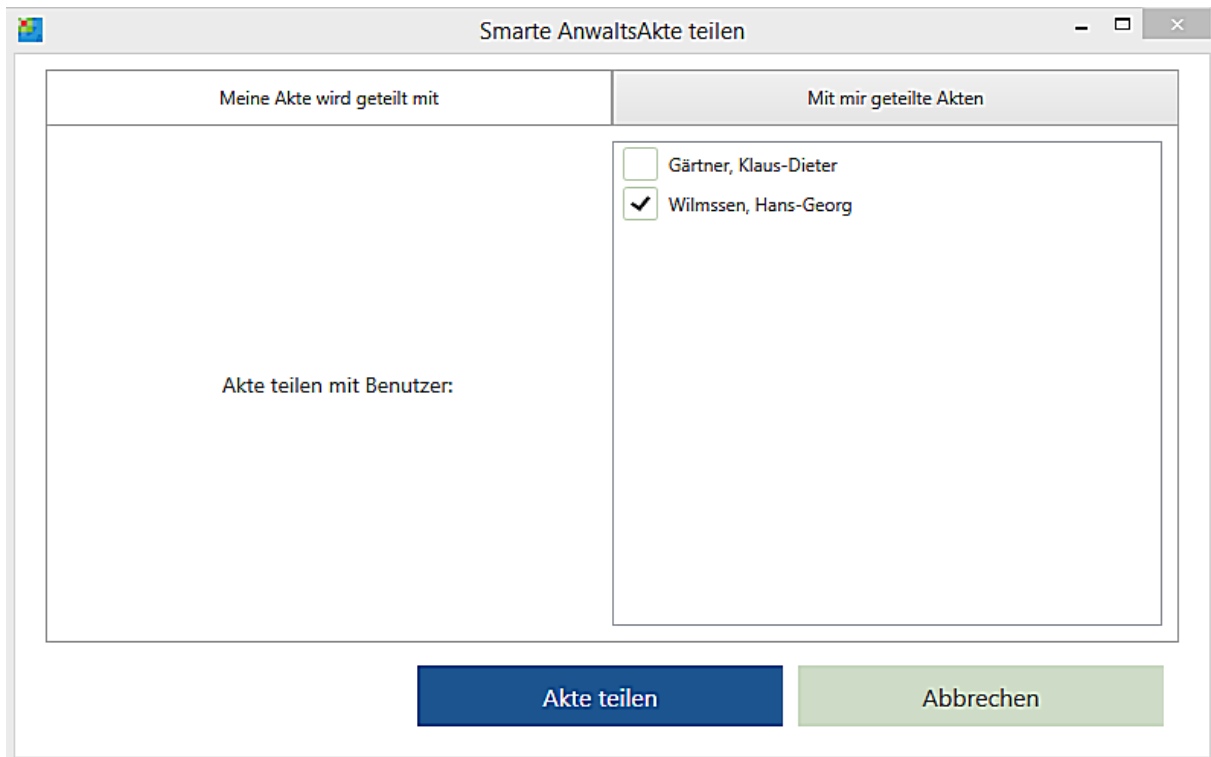 Smarte AnwaltsAkte teilen
Meine Akte wird geteilt mit
Mit mir geteilte Akten
Akte teilen mit Benutzer:
Gärtner, Klaus-Dieter
Wilmssen, Hans-Georg
Akte teilen
Abbrechen